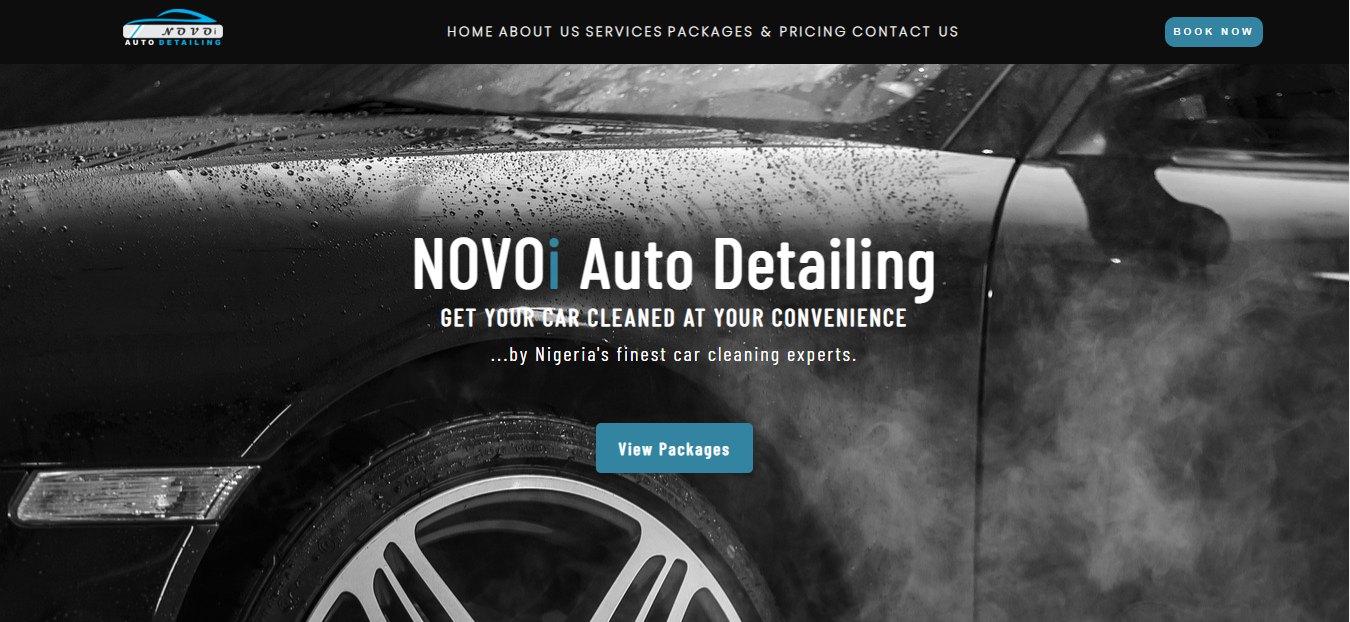 NOVOi
AUTO DETAILING
HOME ABOUT US SERVICES PACKAGES & PRICING CONTACT US
BOOK NOW
NOVOi Auto Detailing
GET YOUR CAR CLEANED AT YOUR CONVENIENCE
...by Nigeria's finest car cleaning experts.
View Packages